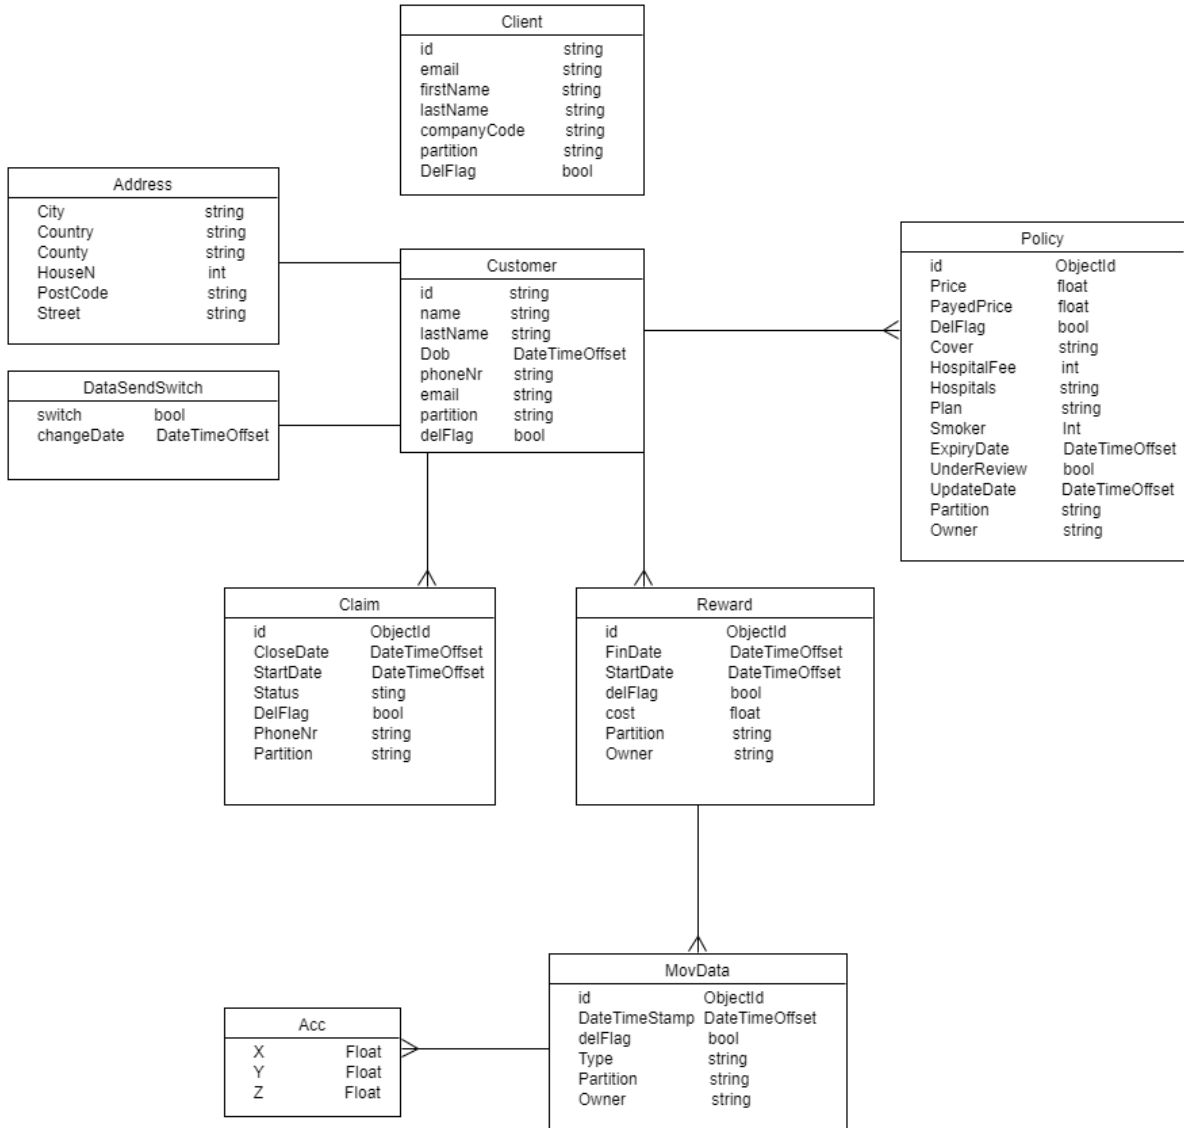 Client
id string
email string
firstName string
lastName string
companyCode string
partition string
DelFlag bool
Address
City string
Country string
County string
HouseN int
PostCode string
Street string
Customer
id string
name string
lastName string
Dob DateTimeOffset
phoneNr string
email string
partition string
delFlag bool
Policy
id ObjectId
Price float
PayedPrice float
DelFlag bool
Cover string
HospitalFee int
Hospitals string
Plan string
Smoker Int
ExpiryDate DateTimeOffset
UnderReview bool
UpdateDate DateTimeOffset
Partition string
Owner string
DataSendSwitch
switch bool
changeDate DateTimeOffset
Claim
id ObjectId
CloseDate DateTimeOffset
StartDate DateTimeOffset
Status sting
DelFlag bool
PhoneNr string
Partition string
Reward
id ObjectId
FinDate DateTimeOffset
StartDate DateTimeOffset
delFlag bool
cost float
Partition string
Owner string
MovData
id ObjectId
DateTimeStamp DateTimeOffset
delFlag bool
Type string
Partition string
Owner string
Acc
X Float
Y Float
Z Float